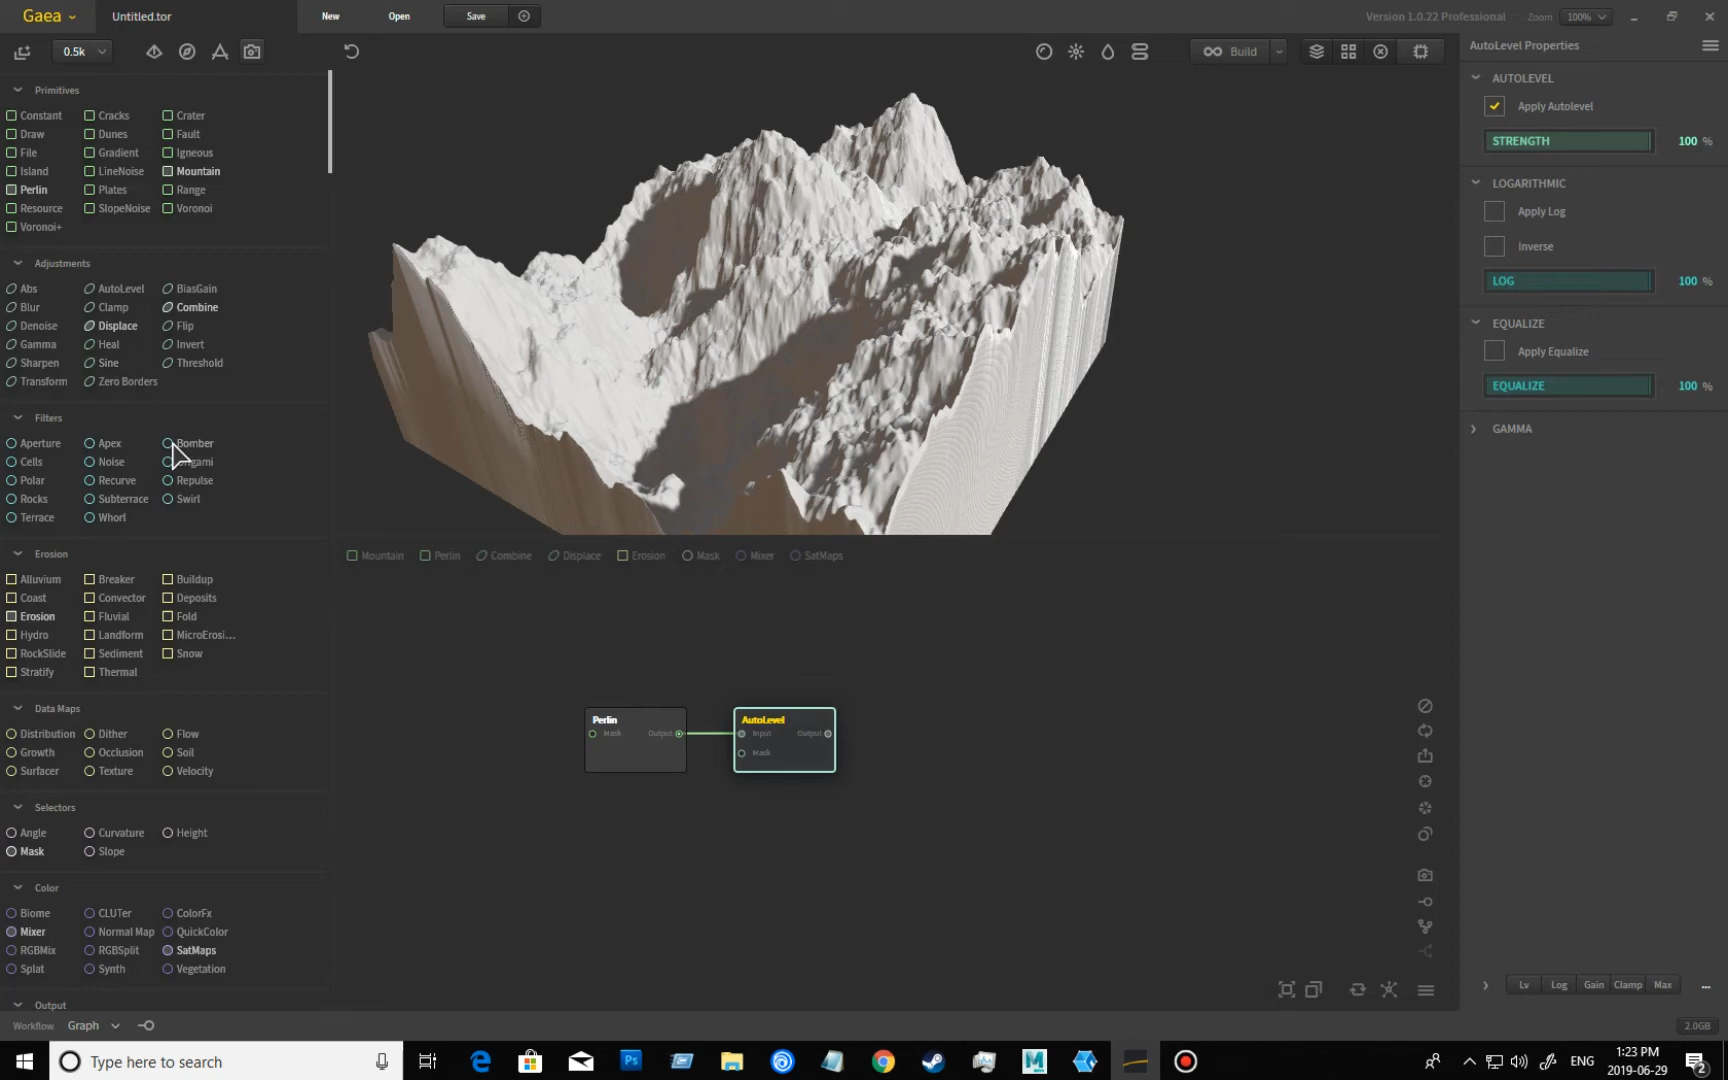 Gaea
Untitled.tor
New
Open
Save
Version 1.0.22 Professional
Zoom
100%
0.5k
Build
AutoLevel Properties
Primitives
Constant Cracks Crater
Draw Dunes Fault
File Gradient Igneous
Island LineNoise Mountain
Perlin Plates Range
Resource SlopeNoise Voronoi
Voronoi+
Adjustments
Abs AutoLevel BiasGain
Blur Clamp Combine
Denoise Displace Flip
Gamma Heal Invert
Sharpen Sine Threshold
Transform Zero Borders
Filters
Aperture Apex Bomber
Cells Noise
Polar Recurve Repulse
Rocks Subterrace Swirl
Terrace Whorl
Erosion
Alluvium Breaker Buildup
Coast Convector Deposits
Erosion Fluvial Fold
Hydro Landform MicroErosi...
RockSlide Sediment Snow
Stratify Thermal
Data Maps
Distribution Dither Flow
Growth Occlusion Soil
Surfacer Texture Velocity
Selectors
Angle Curvature Height
Mask Slope
Color
Biome CLUTer ColorFx
Mixer Normal Map QuickColor
RGBMix RGBSplit SatMaps
Splat Synth Vegetation
Output
Mountain Perlin Combine Displace Erosion Mask Mixer SatMaps
Perlin
Mask Output
AutoLevel
Input Output
Mask
AUTOLEVEL
Apply Autolevel
STRENGTH 100 %
LOGARITHMIC
Apply Log
Inverse
LOG 100 %
EQUALIZE
Apply Equalize
EQUALIZE 100 %
GAMMA
Lv Log Gain Clamp Max ...
Workflow Graph
2.0GB
Type here to search
Ps
M
ENG
1:23 PM
2019-06-29
2